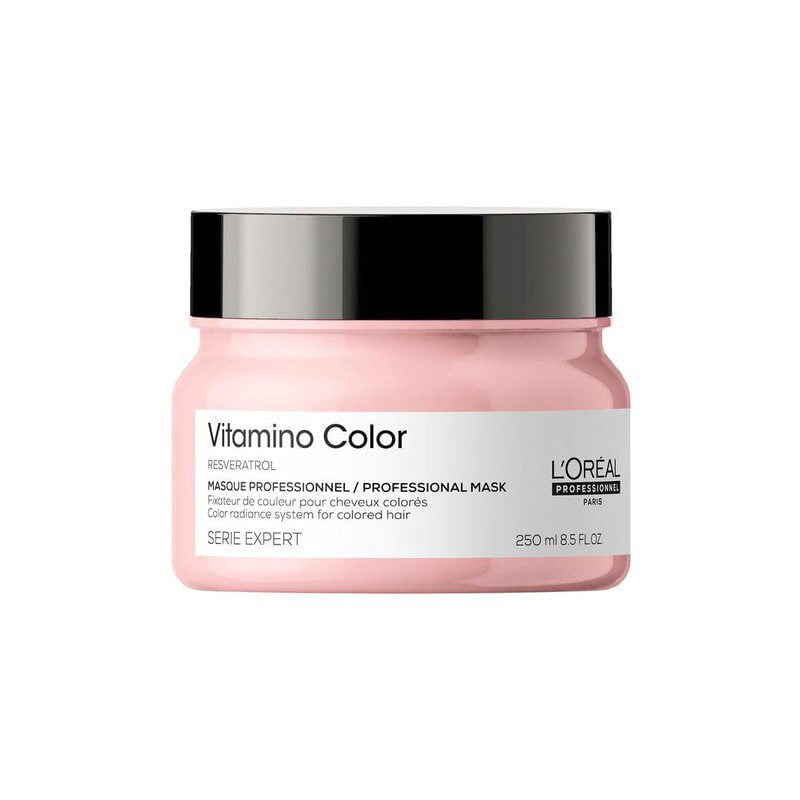 Vitamino Color
RESVERATROL
MASQUE PROFESSIONNEL / PROFESSIONAL MASK
Fixateur de couleur pour cheveux colorés
Color radiance system for colored hair
SERIE EXPERT
L'ORÉAL
PROFESSIONNEL
PARIS
250 ml 8.5 FL.OZ.